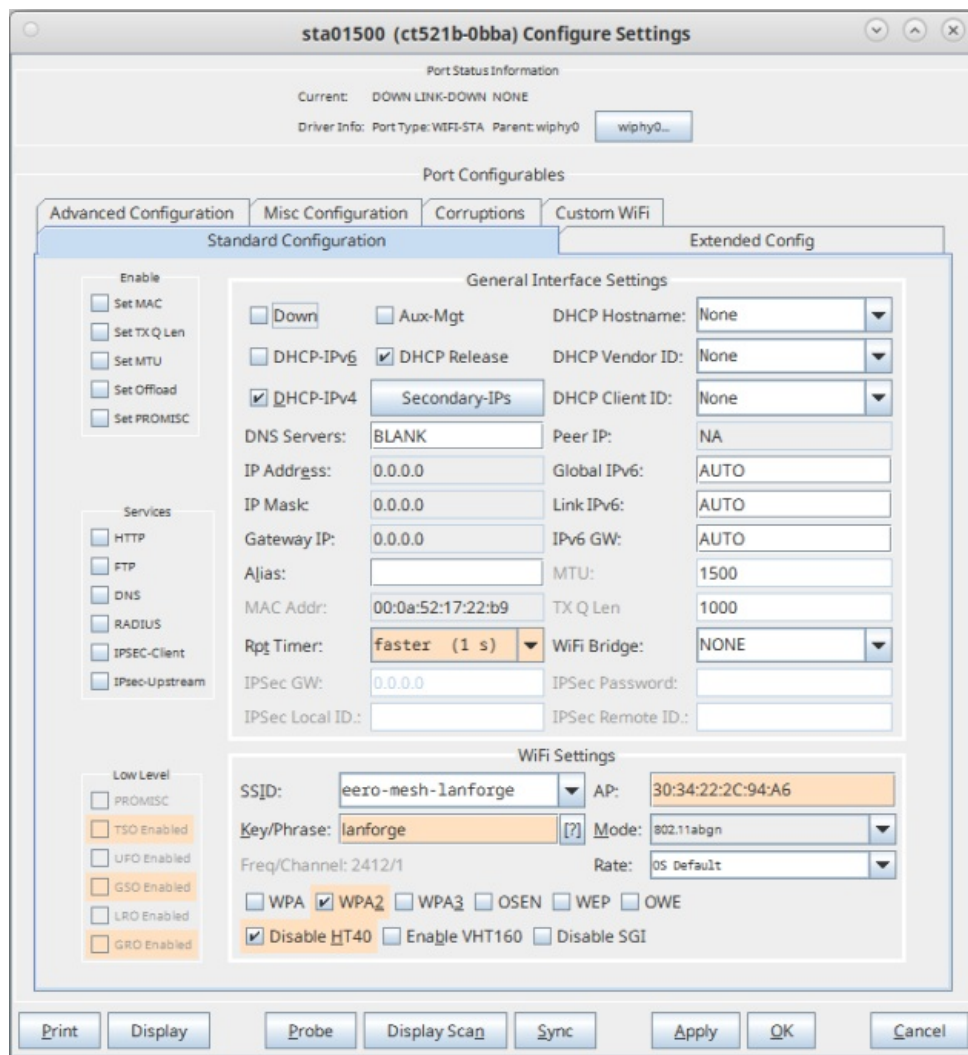 sta01500 (ct521b-0bba) Configure Settings
Port Status Information
Current: DOWN LINK-DOWN NONE
Driver Info: Port Type: WIFI-STA Parent: wiphy0 wiphy0...
Port Configurables
Advanced Configuration Misc Configuration Corruptions Custom WiFi
Standard Configuration Extended Config
Enable
Set MAC
Set TX Q Len
Set MTU
Set Offload
Set PROMISC
Services
HTTP
FTP
DNS
RADIUS
IPSEC-Client
IPsec-Upstream
Low Level
PROMISC
TSO Enabled
UFO Enabled
GSO Enabled
LRO Enabled
GRO Enabled
General Interface Settings
Down Aux-Mgt DHCP Hostname: None
DHCP-IPv6 DHCP Release DHCP Vendor ID: None
DHCP-IPv4 Secondary-IPs DHCP Client ID: None
DNS Servers: BLANK Peer IP: NA
IP Address: 0.0.0.0 Global IPv6: AUTO
IP Mask: 0.0.0.0 Link IPv6: AUTO
Gateway IP: 0.0.0.0 IPv6 GW: AUTO
Alias: MTU: 1500
MAC Addr: 00:0a:52:17:22:b9 TX Q Len 1000
Rpt Timer: faster (1 s) WiFi Bridge: NONE
IPSec GW: 0.0.0.0 IPSec Password:
IPSec Local ID.: IPSec Remote ID.:
WiFi Settings
SSID: eero-mesh-lanforge AP: 30:34:22:2C:94:A6
Key/Phrase: lanforge [?] Mode: 802.11abgn
Freq/Channel: 2412/1 Rate: OS Default
WPA WPA2 WPA3 OSEN WEP OWE
Disable HT40 Enable VHT160 Disable SGI
Print Display Probe Display Scan Sync Apply OK Cancel